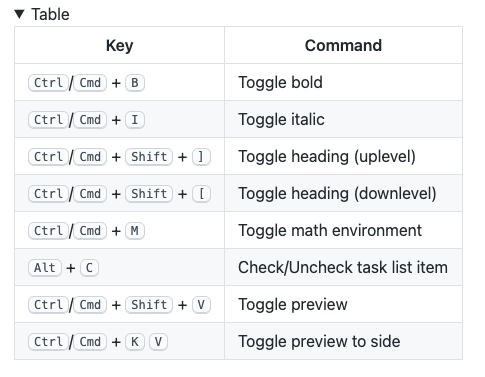 ▼ Table
Key Command
Ctrl/Cmd + B Toggle bold
Ctrl/Cmd + I Toggle italic
Ctrl/Cmd + Shift + ] Toggle heading (uplevel)
Ctrl/Cmd + Shift + [ Toggle heading (downlevel)
Ctrl/Cmd + M Toggle math environment
Alt + C Check/Uncheck task list item
Ctrl/Cmd + Shift + V Toggle preview
Ctrl/Cmd + K V Toggle preview to side